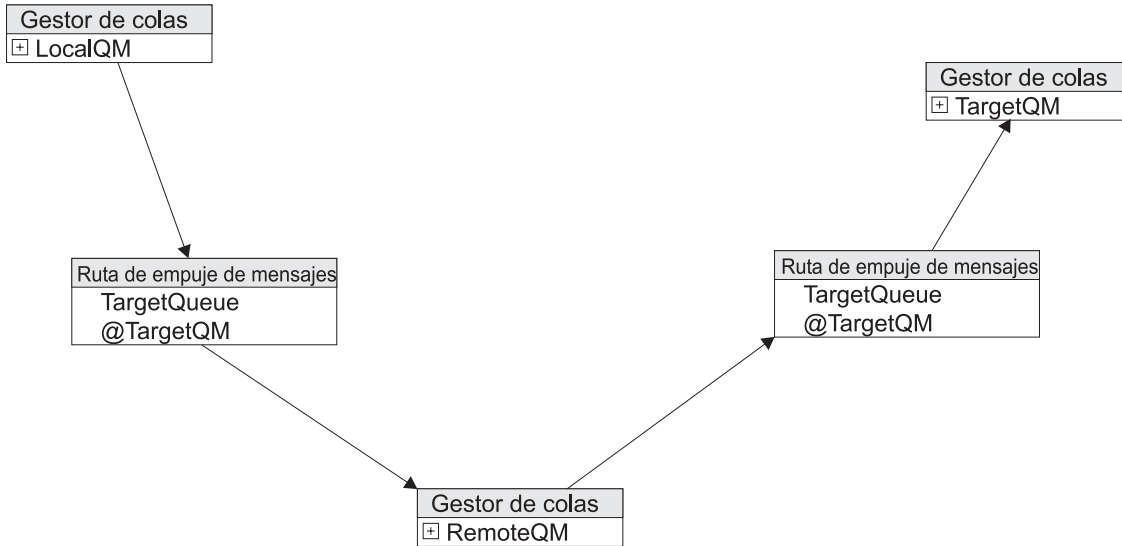 Gestor de colas
LocalQM
Gestor de colas
TargetQM
Ruta de empuje de mensajes
TargetQueue
@TargetQM
Ruta de empuje de mensajes
TargetQueue
@TargetQM
Gestor de colas
RemoteQM